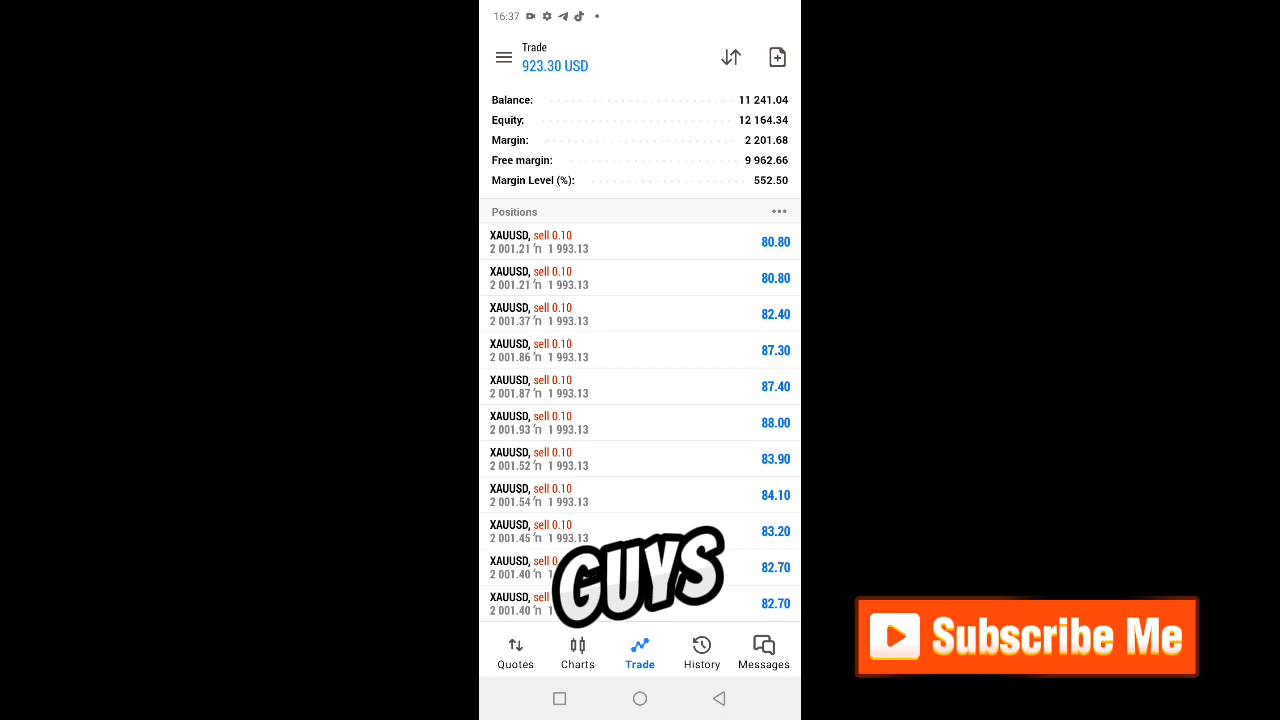 16:37
Trade
923.30 USD
Balance: 11 241.04
Equity: 12 164.34
Margin: 2 201.68
Free margin: 9 962.66
Margin Level (%): 552.50
Positions
XAUUSD, sell 0.10
2 001.21 1 993.13
80.80
XAUUSD, sell 0.10
2 001.21 1 993.13
80.80
XAUUSD, sell 0.10
2 001.37 1 993.13
82.40
XAUUSD, sell 0.10
2 001.86 1 993.13
87.30
XAUUSD, sell 0.10
2 001.87 1 993.13
87.40
XAUUSD, sell 0.10
2 001.93 1 993.13
88.00
XAUUSD, sell 0.10
2 001.52 1 993.13
83.90
XAUUSD, sell 0.10
2 001.54 1 993.13
84.10
XAUUSD, sell 0.10
2 001.45 1 993.13
83.20
XAUUSD, sell
2 001.40
82.70
XAUUSD, sell
2 001.40
82.70
GUYS
Subscribe Me
Quotes Charts Trade History Messages